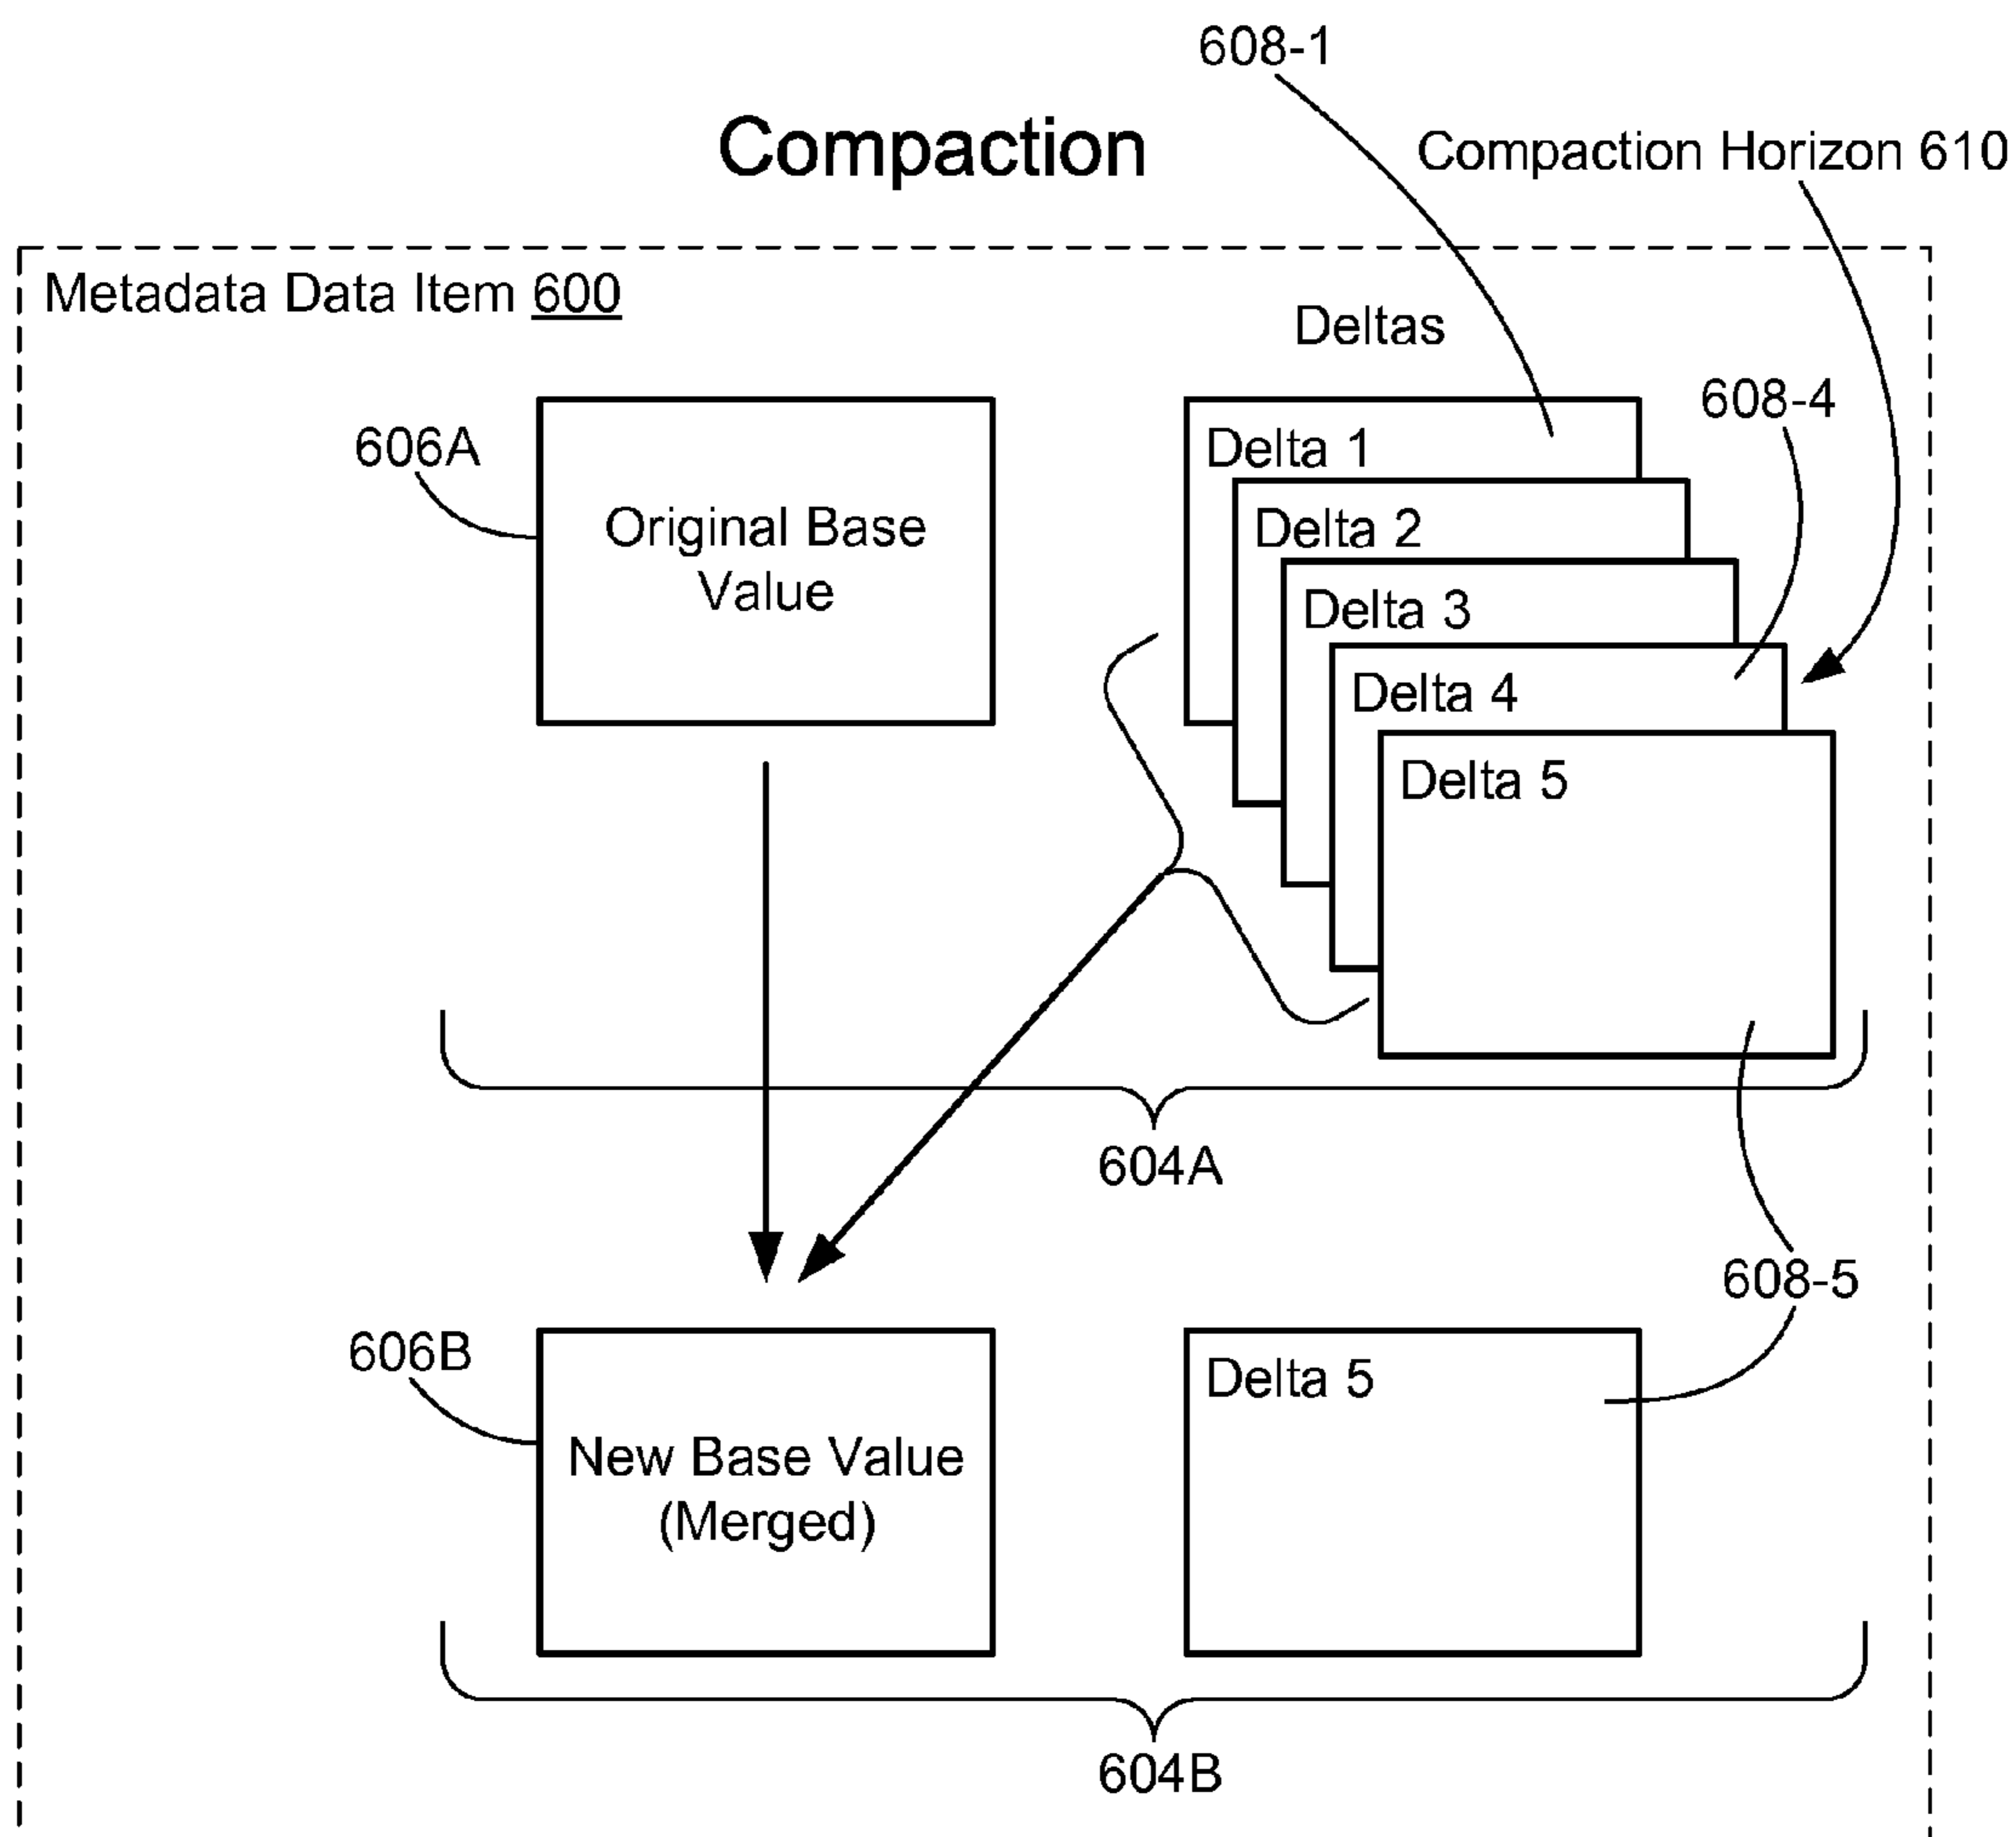 608-1
Compaction
Compaction Horizon 610
Metadata Data Item 600
Deltas
608-4
606A
Original Base
Value
Delta 1
Delta 2
Delta 3
Delta 4
Delta 5
604A
608-5
606B
New Base Value
(Merged)
Delta 5
604B